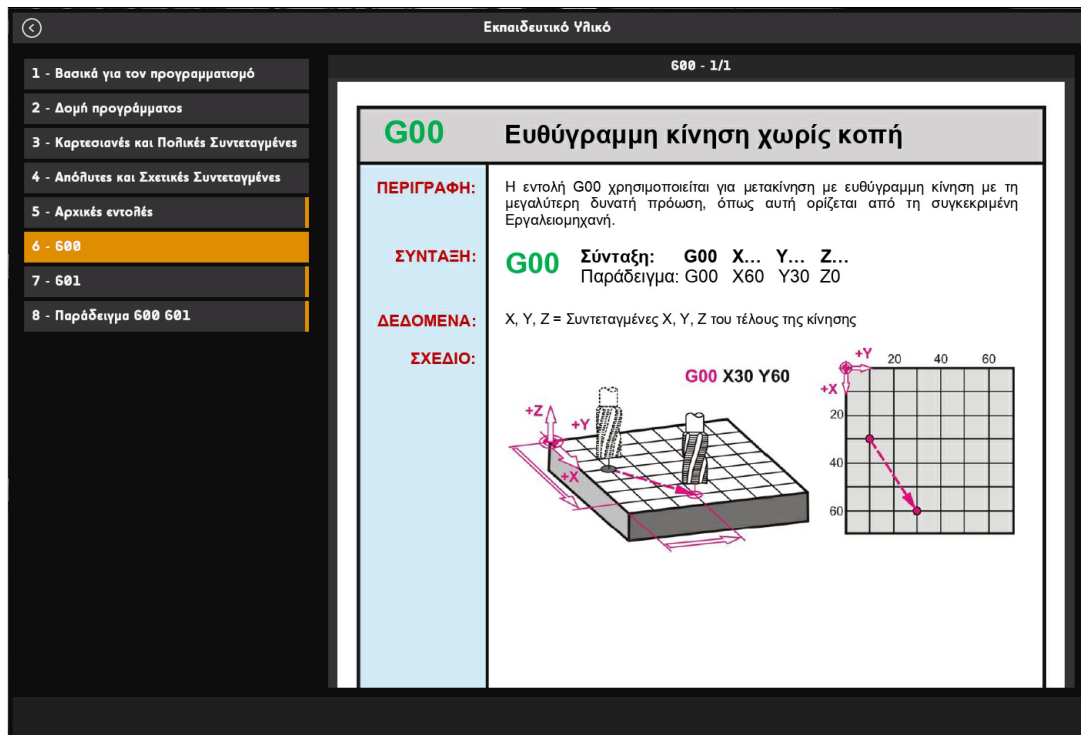 Εκπαιδευτικό Υλικό
1 - Βασικά για τον προγραμματισμό
2 - Δομή προγράμματος
3 - Καρτεσιανές και Πολικές Συντεταγμένες
4 - Απόλυτες και Σχετικές Συντεταγμένες
5 - Αρχικές εντολές
6 - G00
7 - G01
8 - Παράδειγμα G00 G01
G00 - 1/1
G00 Ευθύγραμμη κίνηση χωρίς κοπή
ΠΕΡΙΓΡΑΦΗ:
Η εντολή G00 χρησιμοποιείται για μετακίνηση με ευθύγραμμη κίνηση με τη
μεγαλύτερη δυνατή πρόωση, όπως αυτή ορίζεται από τη συγκεκριμένη
Εργαλειομηχανή.
ΣΥΝΤΑΞΗ:
G00
Σύνταξη: G00 X... Y... Z...
Παράδειγμα: G00 X60 Y30 Z0
ΔΕΔΟΜΕΝΑ:
X, Y, Z = Συντεταγμένες X, Y, Z του τέλους της κίνησης
ΣΧΕΔΙΟ:
G00 X30 Y60
+Z
+Y
+X
+Y
20 40 60
+X
20
40
60